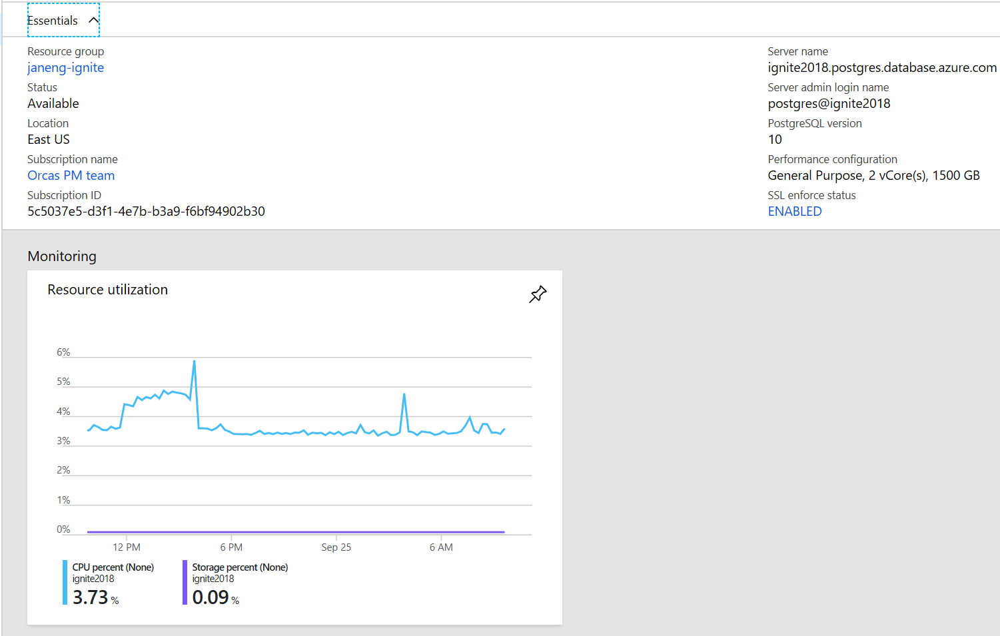 Essentials
Resource group
janeng-ignite
Status
Available
Location
East US
Subscription name
Orcas PM team
Subscription ID
5c5037e5-d3f1-4e7b-b3a9-f6bf94902b30
Server name
ignite2018.postgres.database.azure.com
Server admin login name
postgres@ignite2018
PostgreSQL version
10
Performance configuration
General Purpose, 2 vCore(s), 1500 GB
SSL enforce status
ENABLED
Monitoring
Resource utilization
6%
5%
4%
3%
2%
1%
0%
12 PM 6 PM Sep 25 6 AM
CPU percent (None)
ignite2018
3.73 %
Storage percent (None)
ignite2018
0.09 %